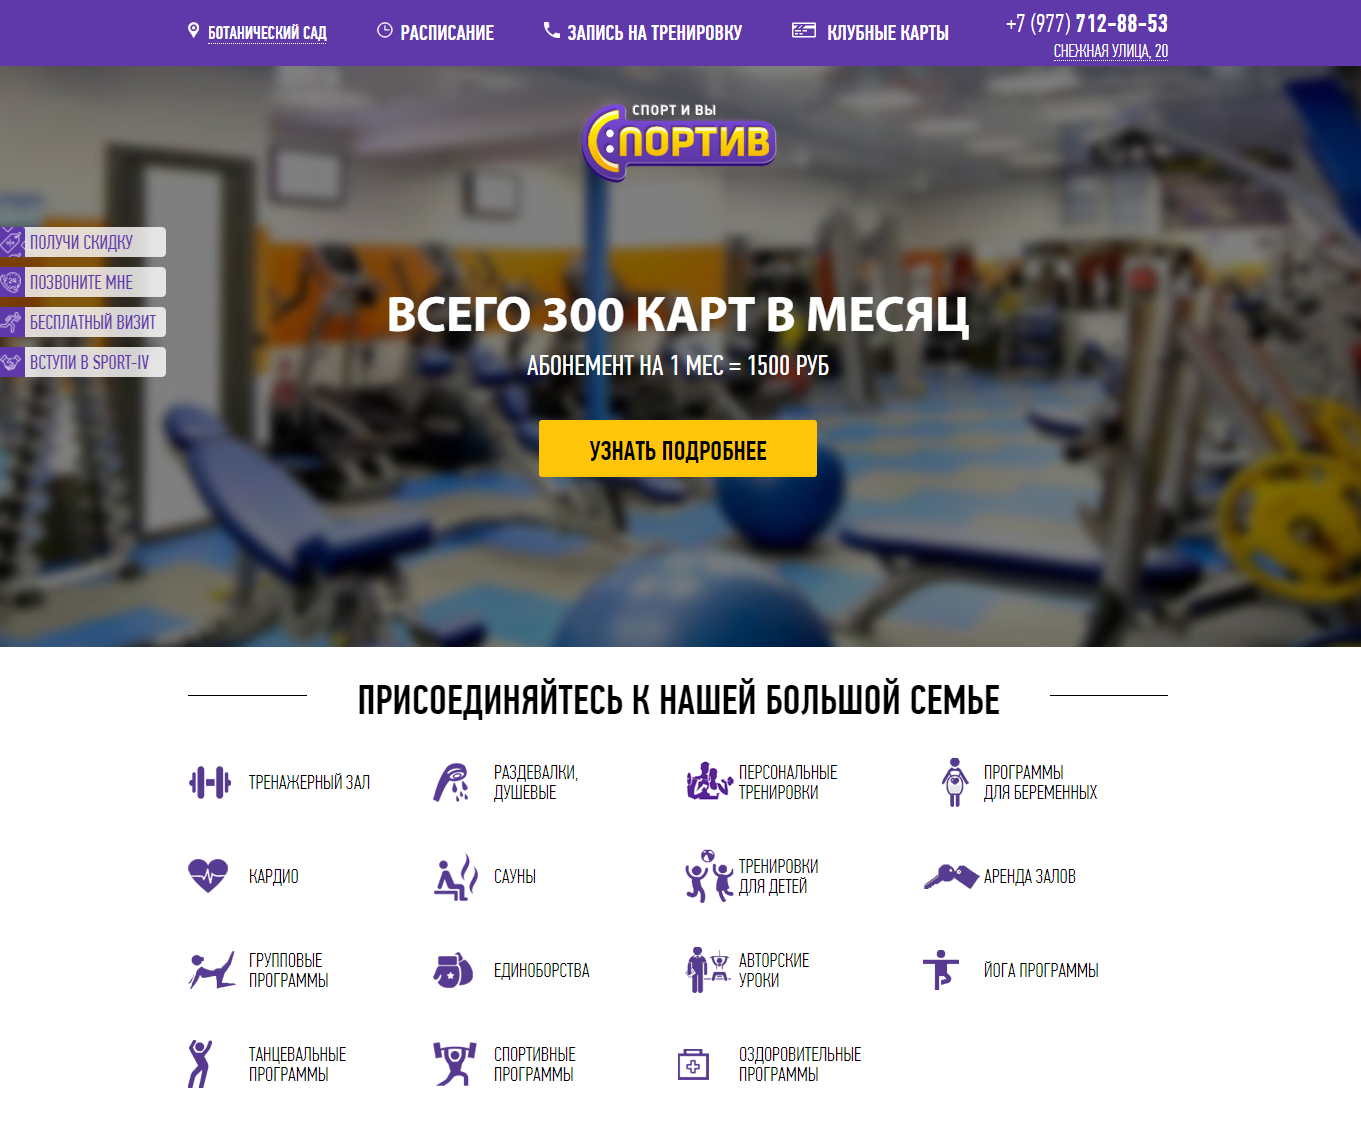 БОТАНИЧЕСКИЙ САД
РАСПИСАНИЕ
ЗАПИСЬ НА ТРЕНИРОВКУ
КЛУБНЫЕ КАРТЫ
+7 (977) 712-88-53
СНЕЖНАЯ УЛИЦА, 20
СПОРТ И ВЫ
СПОРТИВ
ПОЛУЧИ СКИДКУ
ПОЗВОНИТЕ МНЕ
БЕСПЛАТНЫЙ ВИЗИТ
ВСТУПИ В SPORT-IV
ВСЕГО 300 КАРТ В МЕСЯЦ
АБОНЕМЕНТ НА 1 МЕС = 1500 РУБ
УЗНАТЬ ПОДРОБНЕЕ
ПРИСОЕДИНЯЙТЕСЬ К НАШЕЙ БОЛЬШОЙ СЕМЬЕ
ТРЕНАЖЕРНЫЙ ЗАЛ
РАЗДЕВАЛКИ,
ДУШЕВЫЕ
ПЕРСОНАЛЬНЫЕ
ТРЕНИРОВКИ
ПРОГРАММЫ
ДЛЯ БЕРЕМЕННЫХ
КАРДИО
САУНЫ
ТРЕНИРОВКИ
ДЛЯ ДЕТЕЙ
АРЕНДА ЗАЛОВ
ГРУППОВЫЕ
ПРОГРАММЫ
ЕДИНОБОРСТВА
АВТОРСКИЕ
УРОКИ
ЙОГА ПРОГРАММЫ
ТАНЦЕВАЛЬНЫЕ
ПРОГРАММЫ
СПОРТИВНЫЕ
ПРОГРАММЫ
ОЗДОРОВИТЕЛЬНЫЕ
ПРОГРАММЫ